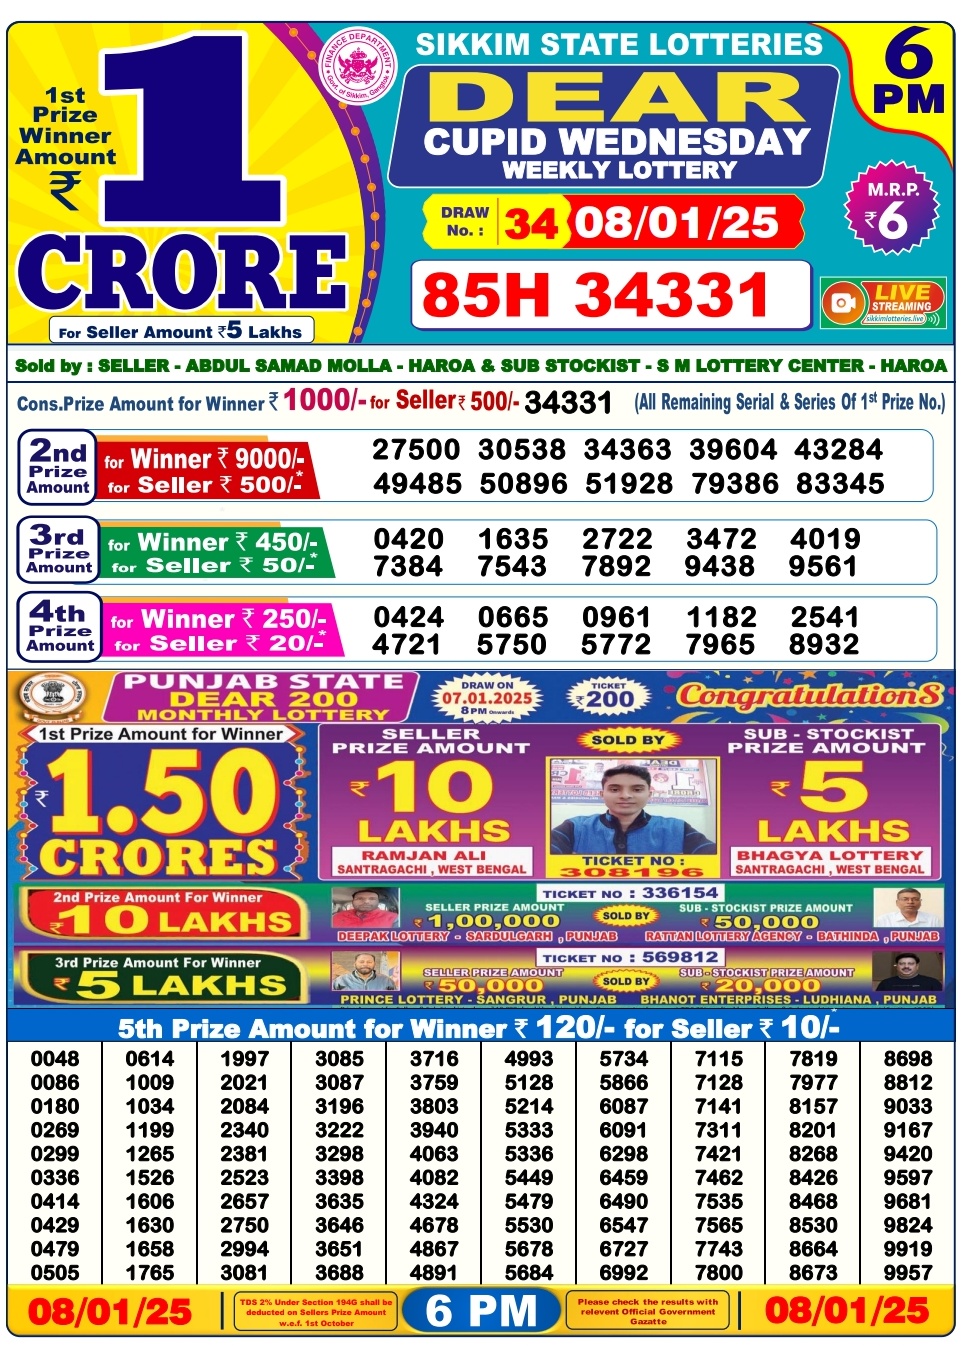 1st
Prize
Winner
Amount
₹
1
CRORE
For Seller Amount ₹5 Lakhs
FINANCE DEPARTMENT
Govt. of Sikkim, Gangtok
SIKKIM STATE LOTTERIES
DEAR
CUPID WEDNESDAY
WEEKLY LOTTERY
6
PM
DRAW
No. :
34
08/01/25
M.R.P.
₹6
85H 34331
LIVE
STREAMING
sikkimlotteries.live
Sold by : SELLER - ABDUL SAMAD MOLLA - HAROA & SUB STOCKIST - S M LOTTERY CENTER - HAROA
Cons.Prize Amount for Winner ₹ 1000/- for Seller ₹ 500/- 34331 (All Remaining Serial & Series Of 1st Prize No.)
2nd
Prize
Amount
for Winner ₹ 9000/-
for Seller ₹ 500/-*
27500 30538 34363 39604 43284
49485 50896 51928 79386 83345
3rd
Prize
Amount
for Winner ₹ 450/-
for Seller ₹ 50/-*
0420 1635 2722 3472 4019
7384 7543 7892 9438 9561
4th
Prize
Amount
for Winner ₹ 250/-
for Seller ₹ 20/-*
0424 0665 0961 1182 2541
4721 5750 5772 7965 8932
PUNJAB STATE
DEAR 200
MONTHLY LOTTERY
DRAW ON
07.01.2025
8 PM Onwards
TICKET
₹200
CongratulationS
1st Prize Amount for Winner
₹1.50
CRORES
SELLER
PRIZE AMOUNT
₹10
LAKHS
RAMJAN ALI
SANTRAGACHI , WEST BENGAL
SOLD BY
TICKET NO :
308196
SUB - STOCKIST
PRIZE AMOUNT
₹5
LAKHS
BHAGYA LOTTERY
SANTRAGACHI , WEST BENGAL
2nd Prize Amount For Winner
₹10 LAKHS
TICKET NO : 336154
SELLER PRIZE AMOUNT
₹1,00,000
SOLD BY
SUB - STOCKIST PRIZE AMOUNT
₹50,000
DEEPAK LOTTERY - SARDULGARH , PUNJAB
RATTAN LOTTERY AGENCY - BATHINDA , PUNJAB
3rd Prize Amount For Winner
₹5 LAKHS
TICKET NO : 569812
SELLER PRIZE AMOUNT
₹50,000
SOLD BY
SUB-STOCKIST PRIZE AMOUNT
₹20,000
PRINCE LOTTERY - SANGRUR , PUNJAB
BHANOT ENTERPRISES - LUDHIANA , PUNJAB
5th Prize Amount for Winner ₹ 120/- for Seller ₹ 10/-*
0048 0614 1997 3085 3716 4993 5734 7115 7819 8698
0086 1009 2021 3087 3759 5128 5866 7128 7977 8812
0180 1034 2084 3196 3803 5214 6087 7141 8157 9033
0269 1199 2340 3222 3940 5333 6091 7311 8201 9167
0299 1265 2381 3298 4063 5336 6298 7421 8268 9420
0336 1526 2523 3398 4082 5449 6459 7462 8426 9597
0414 1606 2657 3635 4324 5479 6490 7535 8468 9681
0429 1630 2750 3646 4678 5530 6547 7565 8530 9824
0479 1658 2994 3651 4867 5678 6727 7743 8664 9919
0505 1765 3081 3688 4891 5684 6992 7800 8673 9957
08/01/25
TDS 2% Under Section 194G shall be
deducted on Sellers Prize Amount
w.e.f. 1st October
6 PM
Please check the results with
relevent Official Government
Gazatte
08/01/25